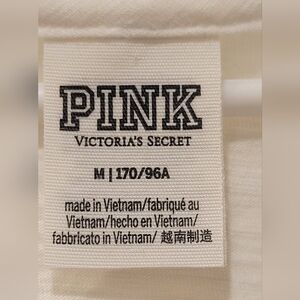 PINK
VICTORIA'S SECRET
M | 170/96A
made in Vietnam/fabriqué au
Vietnam/hecho en Vietnam/
fabbricato in Vietnam/ 越南制造